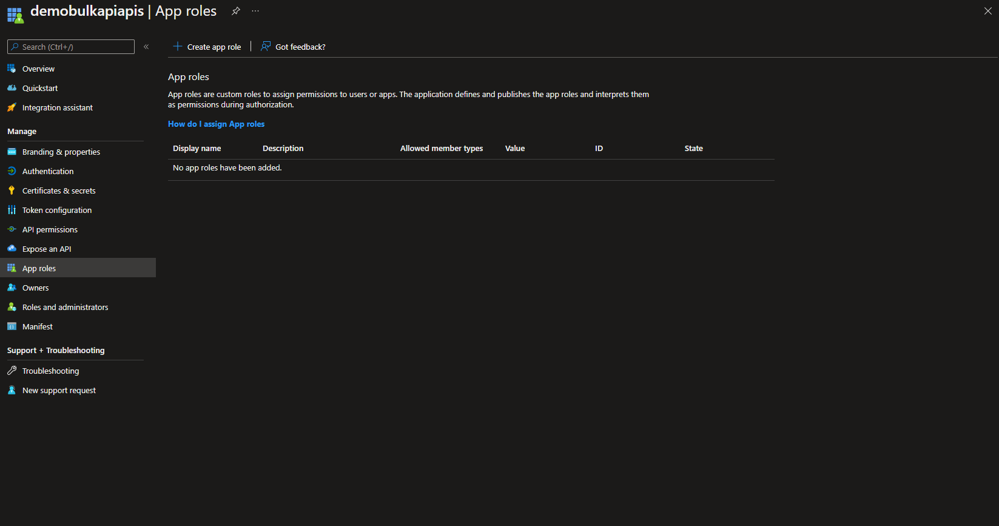 demobulkapiapis | App roles
Search (Ctrl+/)
Overview
Quickstart
Integration assistant
Manage
Branding & properties
Authentication
Certificates & secrets
Token configuration
API permissions
Expose an API
App roles
Owners
Roles and administrators
Manifest
Support + Troubleshooting
Troubleshooting
New support request
Create app role | Got feedback?
App roles
App roles are custom roles to assign permissions to users or apps. The application defines and publishes the app roles and interprets them
as permissions during authorization.
How do I assign App roles
Display name Description Allowed member types Value ID State
No app roles have been added.